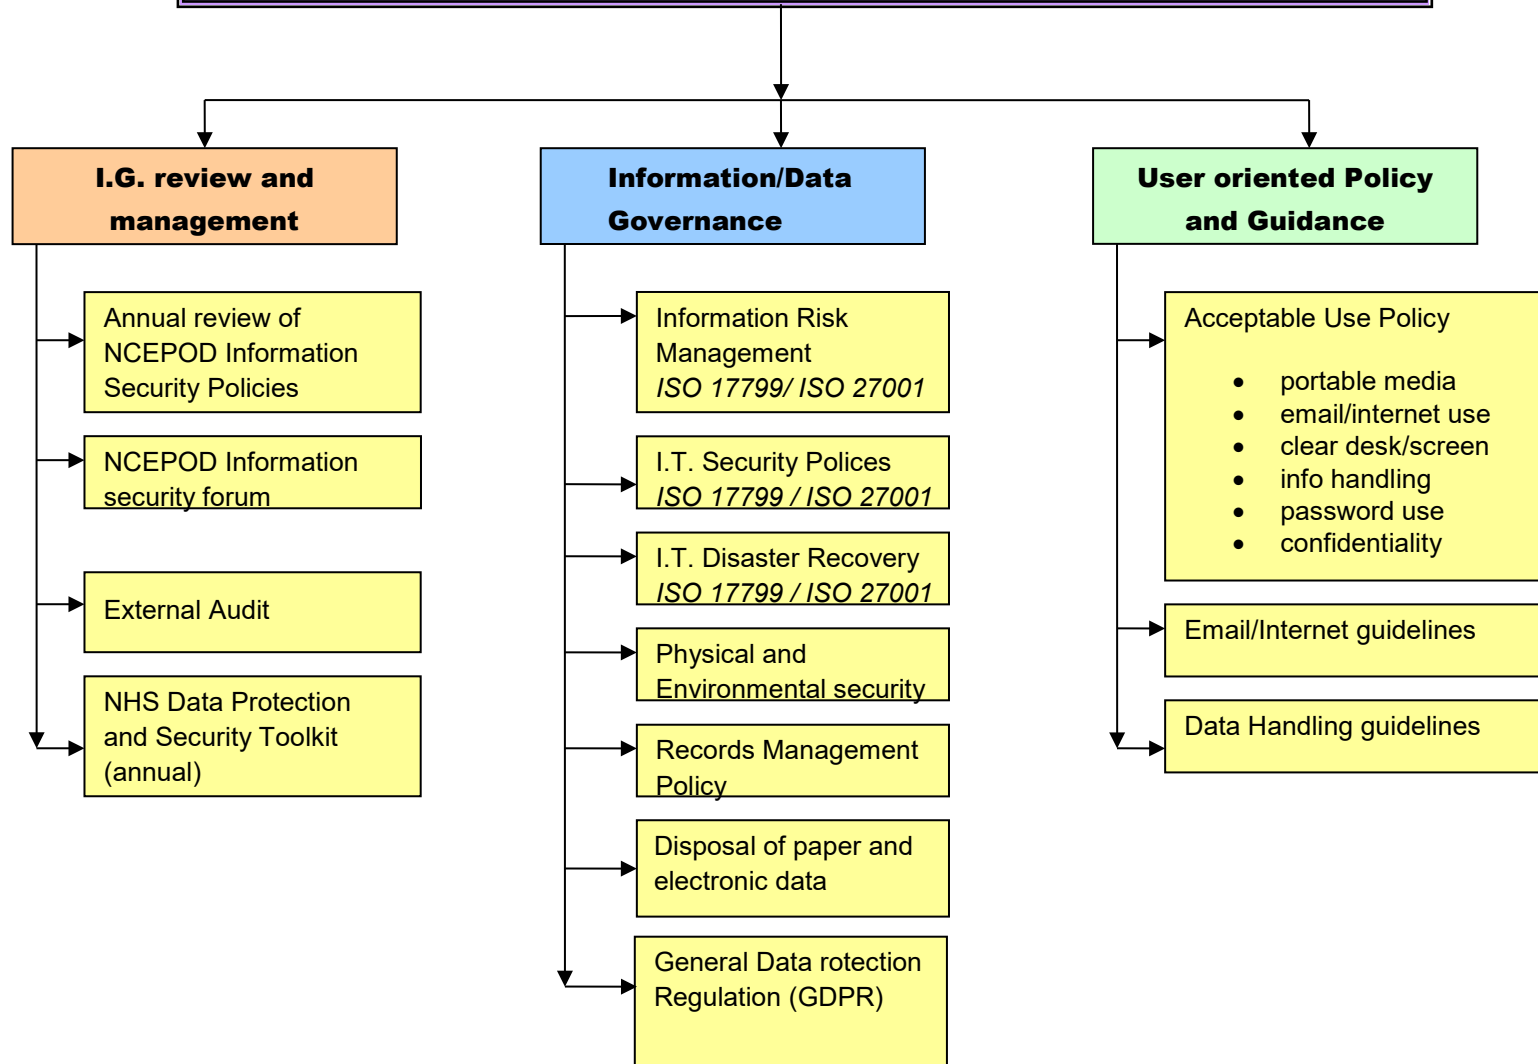 I.G. review and
management
Annual review of
NCEPOD Information
Security Policies
NCEPOD Information
security forum
External Audit
NHS Data Protection
and Security Toolkit
(annual)
Information/Data
Governance
Information Risk
Management
ISO 17799/ ISO 27001
I.T. Security Polices
ISO 17799 / ISO 27001
I.T. Disaster Recovery
ISO 17799 / ISO 27001
Physical and
Environmental security
Records Management
Policy
Disposal of paper and
electronic data
General Data rotection
Regulation (GDPR)
User oriented Policy
and Guidance
Acceptable Use Policy
• portable media
• email/internet use
• clear desk/screen
• info handling
• password use
• confidentiality
Email/Internet guidelines
Data Handling guidelines